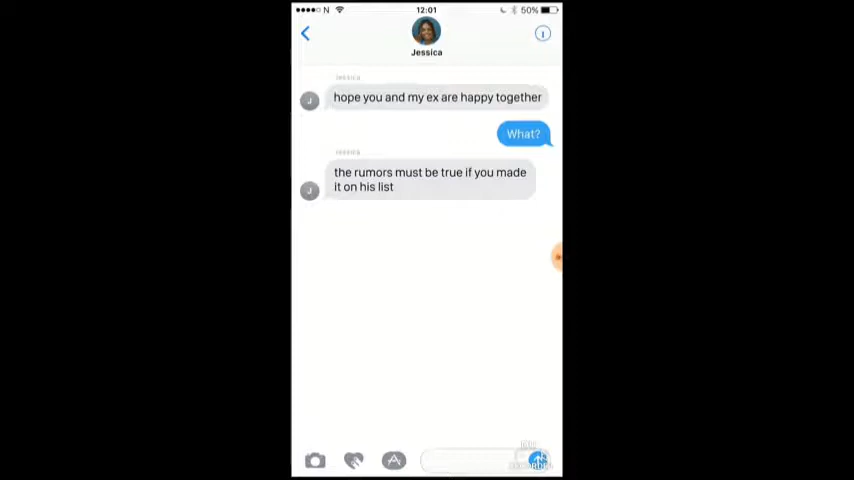 N 12:01 50%
Jessica
Jessica
hope you and my ex are happy together
J
What?
Jessica
the rumors must be true if you made
it on his list
J